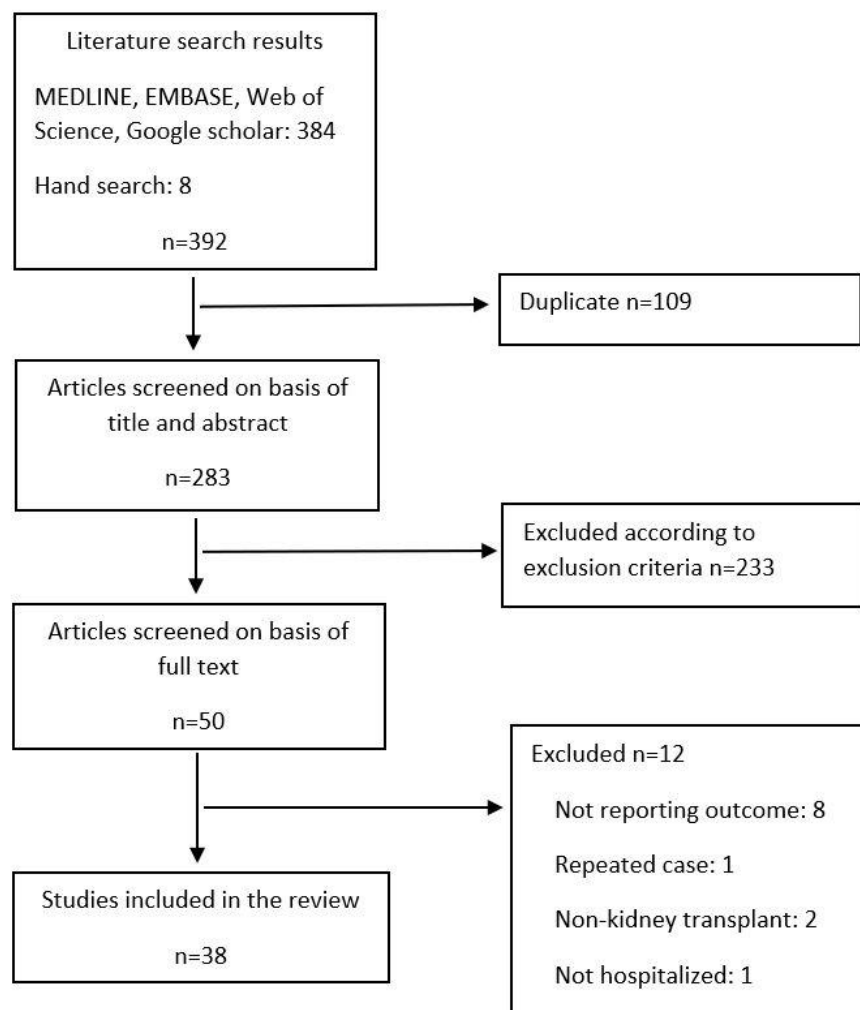 Literature search results
MEDLINE, EMBASE, Web of
Science, Google scholar: 384
Hand search: 8
n=392
Duplicate n=109
Articles screened on basis of
title and abstract
n=283
Excluded according to
exclusion criteria n=233
Articles screened on basis of
full text
n=50
Excluded n=12
Not reporting outcome: 8
Repeated case: 1
Non-kidney transplant: 2
Not hospitalized: 1
Studies included in the review
n=38